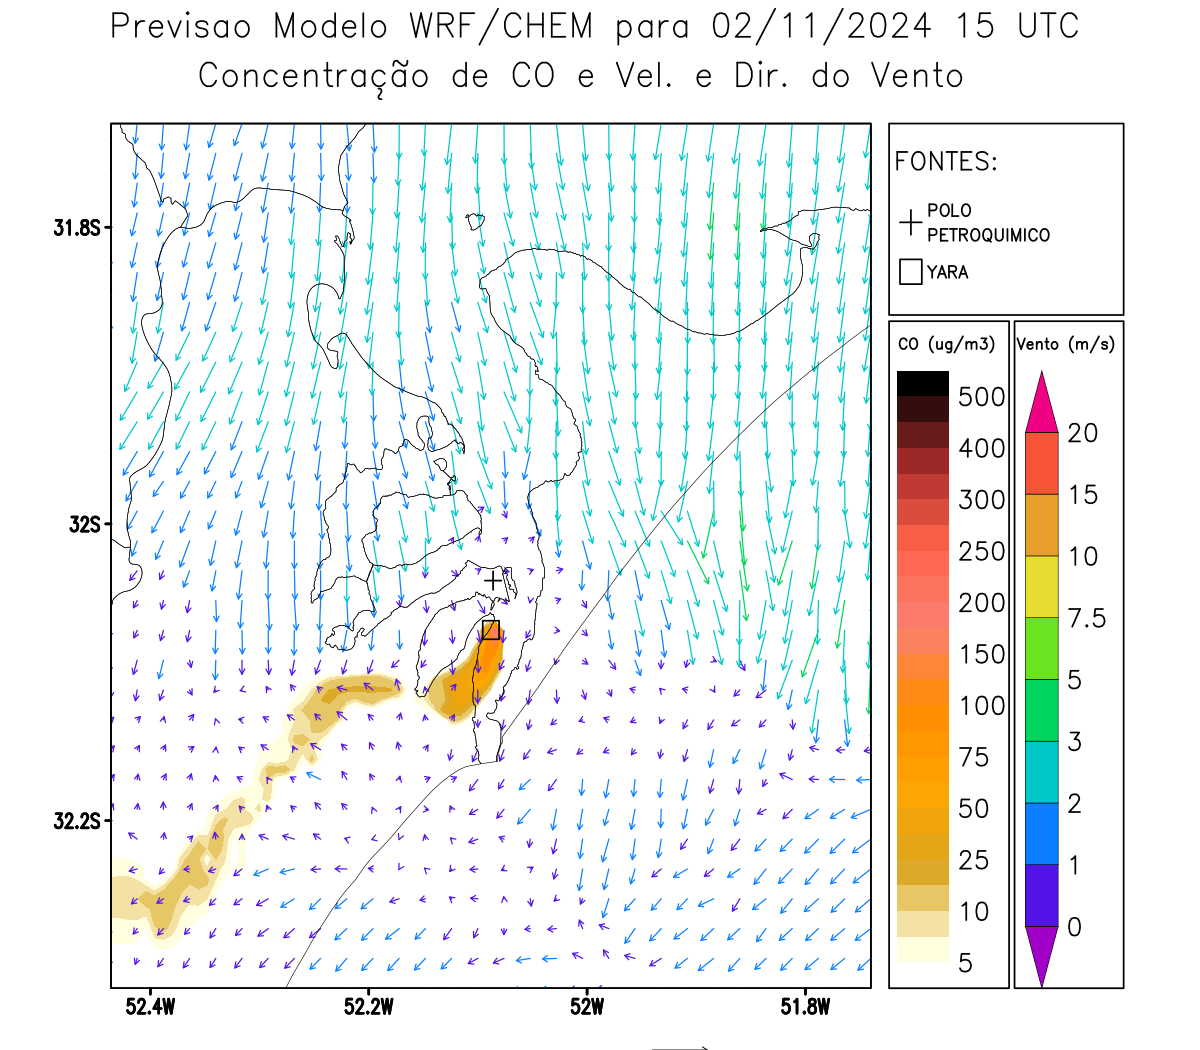 Previsao Modelo WRF/CHEM para 02/11/2024 15 UTC
Concentração de CO e Vel. e Dir. do Vento
FONTES:
POLO
PETROQUIMICO
YARA
31.8S
32S
32.2S
52.4W
52.2W
52W
51.8W
CO (ug/m3)
500
400
300
250
200
150
100
75
50
25
10
5
Vento (m/s)
20
15
10
7.5
5
3
2
1
0